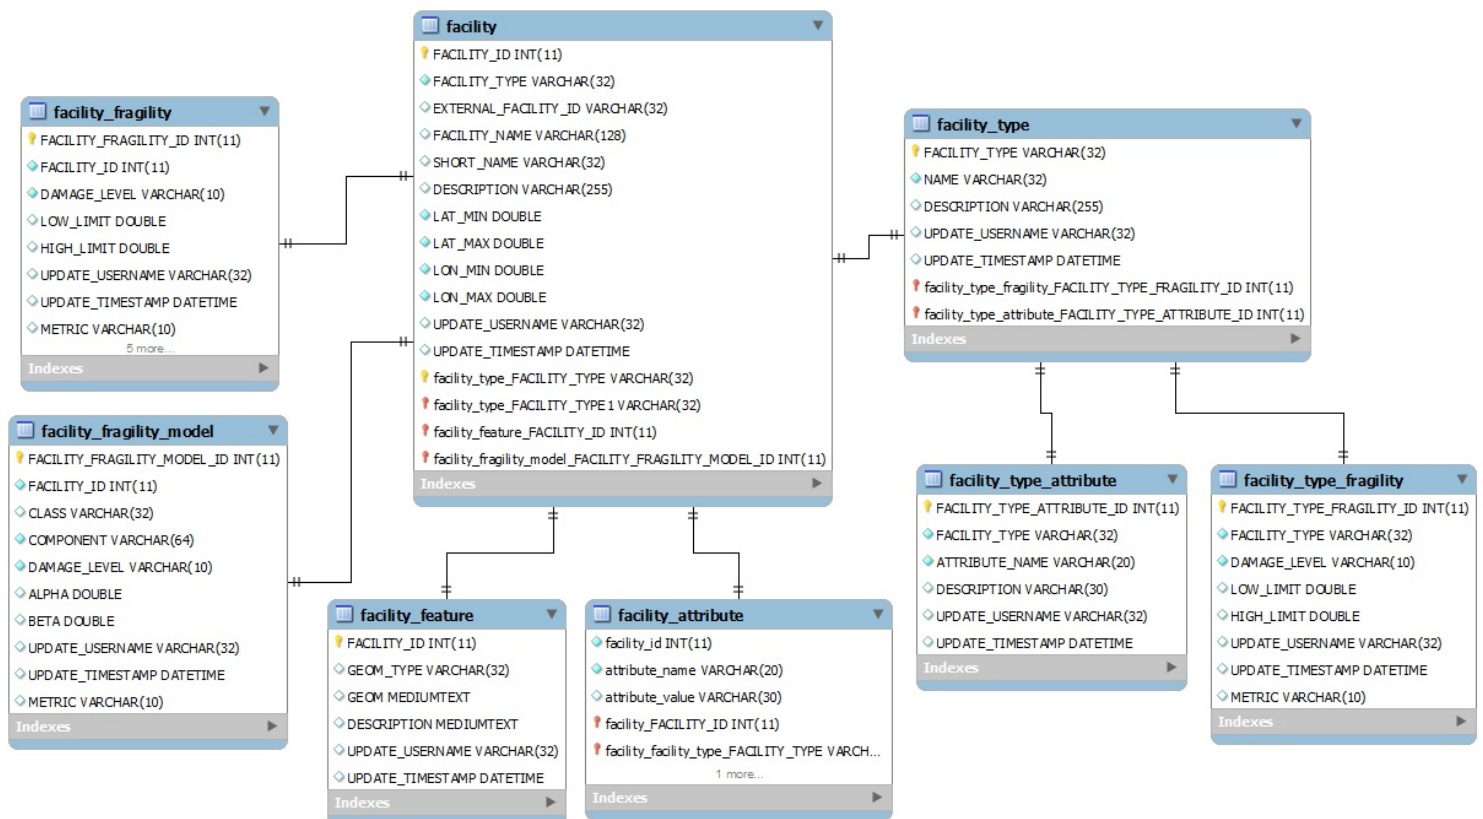 facility
FACILITY_ID INT(11)
FACILITY_TYPE VARCHAR(32)
EXTERNAL_FACILITY_ID VARCHAR(32)
FACILITY_NAME VARCHAR(128)
SHORT_NAME VARCHAR(32)
DESCRIPTION VARCHAR(255)
LAT_MIN DOUBLE
LAT_MAX DOUBLE
LON_MIN DOUBLE
LON_MAX DOUBLE
UPDATE_USERNAME VARCHAR(32)
UPDATE_TIMESTAMP DATETIME
facility_type_FACILITY_TYPE VARCHAR(32)
facility_type_FACILITY_TYPE1 VARCHAR(32)
facility_feature_FACILITY_ID INT(11)
facility_fragility_model_FACILITY_FRAGILITY_MODEL_ID INT(11)
Indexes
facility_fragility
FACILITY_FRAGILITY_ID INT(11)
FACILITY_ID INT(11)
DAMAGE_LEVEL VARCHAR(10)
LOW_LIMIT DOUBLE
HIGH_LIMIT DOUBLE
UPDATE_USERNAME VARCHAR(32)
UPDATE_TIMESTAMP DATETIME
METRIC VARCHAR(10)
5 more...
Indexes
facility_type
FACILITY_TYPE VARCHAR(32)
NAME VARCHAR(32)
DESCRIPTION VARCHAR(255)
UPDATE_USERNAME VARCHAR(32)
UPDATE_TIMESTAMP DATETIME
facility_type_fragility_FACILITY_TYPE_FRAGILITY_ID INT(11)
facility_type_attribute_FACILITY_TYPE_ATTRIBUTE_ID INT(11)
Indexes
facility_fragility_model
FACILITY_FRAGILITY_MODEL_ID INT(11)
FACILITY_ID INT(11)
CLASS VARCHAR(32)
COMPONENT VARCHAR(64)
DAMAGE_LEVEL VARCHAR(10)
ALPHA DOUBLE
BETA DOUBLE
UPDATE_USERNAME VARCHAR(32)
UPDATE_TIMESTAMP DATETIME
METRIC VARCHAR(10)
Indexes
facility_feature
FACILITY_ID INT(11)
GEOM_TYPE VARCHAR(32)
GEOM MEDIUMTEXT
DESCRIPTION MEDIUMTEXT
UPDATE_USERNAME VARCHAR(32)
UPDATE_TIMESTAMP DATETIME
Indexes
facility_attribute
facility_id INT(11)
attribute_name VARCHAR(20)
attribute_value VARCHAR(30)
facility_FACILITY_ID INT(11)
facility_facility_type_FACILITY_TYPE VARCH...
1 more...
Indexes
facility_type_attribute
FACILITY_TYPE_ATTRIBUTE_ID INT(11)
FACILITY_TYPE VARCHAR(32)
ATTRIBUTE_NAME VARCHAR(20)
DESCRIPTION VARCHAR(30)
UPDATE_USERNAME VARCHAR(32)
UPDATE_TIMESTAMP DATETIME
Indexes
facility_type_fragility
FACILITY_TYPE_FRAGILITY_ID INT(11)
FACILITY_TYPE VARCHAR(32)
DAMAGE_LEVEL VARCHAR(10)
LOW_LIMIT DOUBLE
HIGH_LIMIT DOUBLE
UPDATE_USERNAME VARCHAR(32)
UPDATE_TIMESTAMP DATETIME
METRIC VARCHAR(10)
Indexes